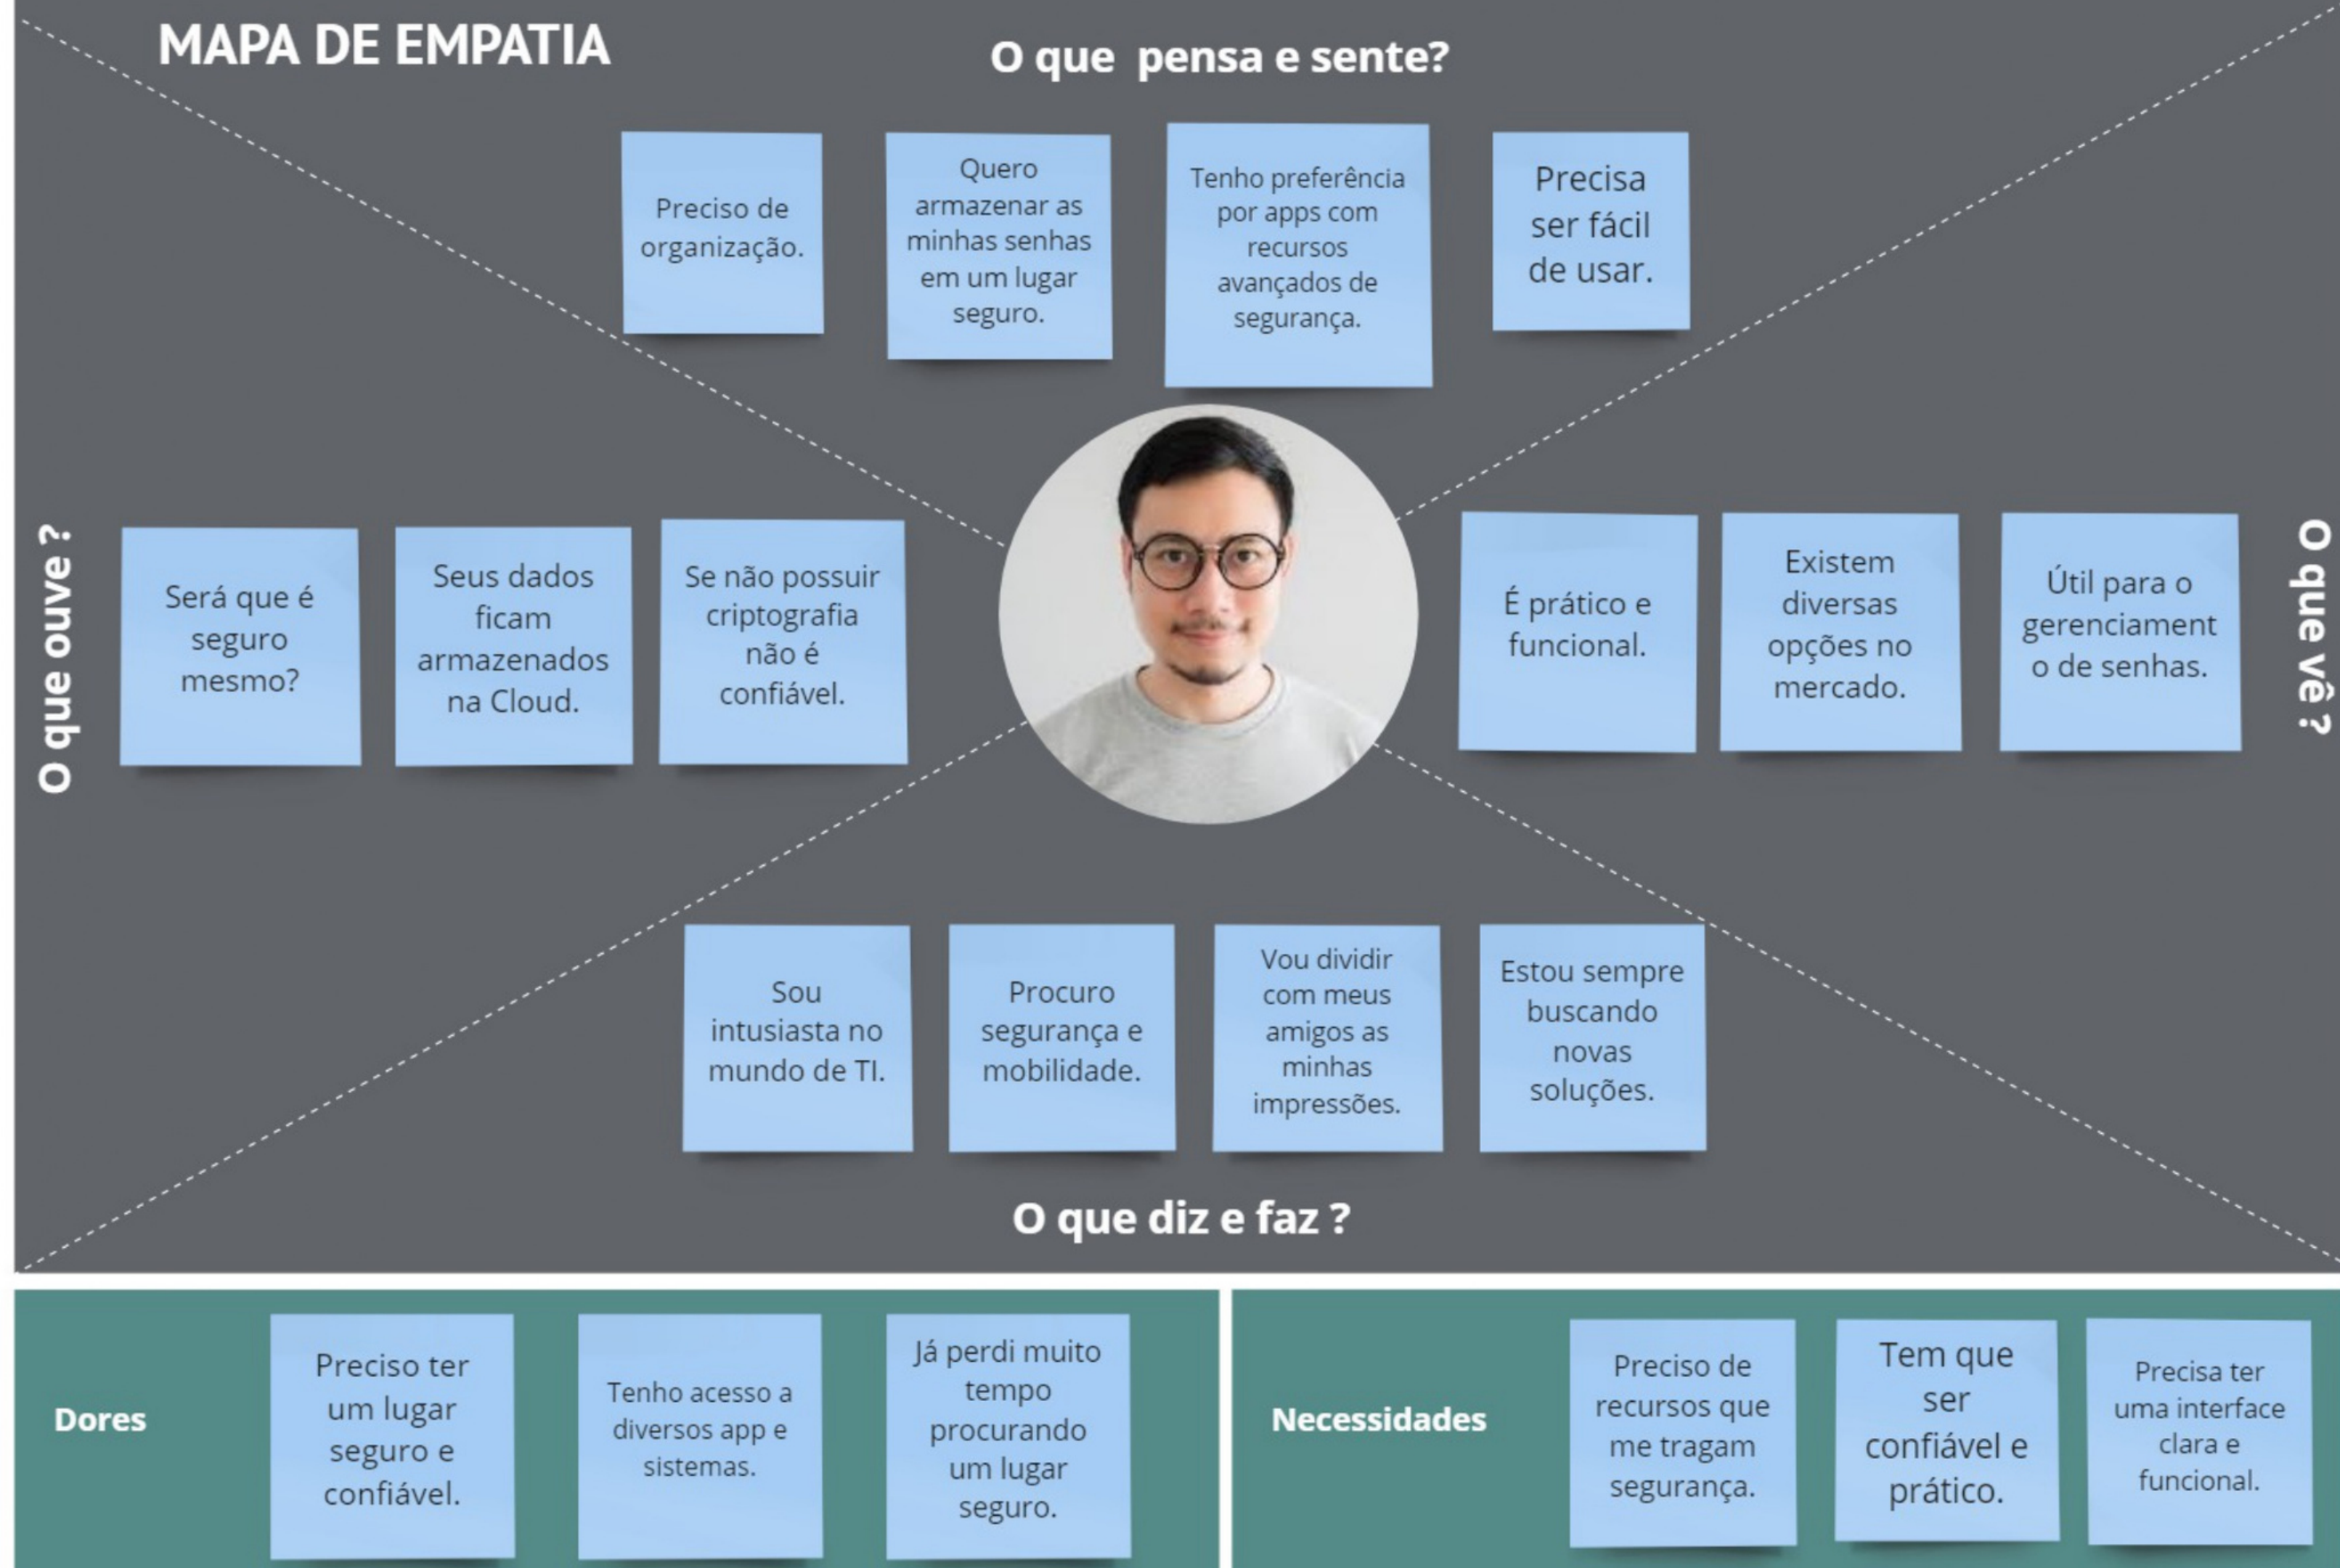 MAPA DE EMPATIA
O que pensa e sente?
Preciso de
organização.
Quero
armazenar as
minhas senhas
em um lugar
seguro.
Tenho preferência
por apps com
recursos
avançados de
segurança.
Precisa
ser fácil
de usar.
O que ouve ?
Será que é
seguro
mesmo?
Seus dados
ficam
armazenados
na Cloud.
Se não possuir
criptografia
não é
confiável.
É prático e
funcional.
Existem
diversas
opções no
mercado.
Útil para o
gerenciament
o de senhas.
O que vê ?
Sou
intusiasta no
mundo de TI.
Procuro
segurança e
mobilidade.
Vou dividir
com meus
amigos as
minhas
impressões.
Estou sempre
buscando
novas
soluções.
O que diz e faz ?
Dores
Preciso ter
um lugar
seguro e
confiável.
Tenho acesso a
diversos app e
sistemas.
Já perdi muito
tempo
procurando
um lugar
seguro.
Necessidades
Preciso de
recursos que
me tragam
segurança.
Tem que
ser
confiável e
prático.
Precisa ter
uma interface
clara e
funcional.